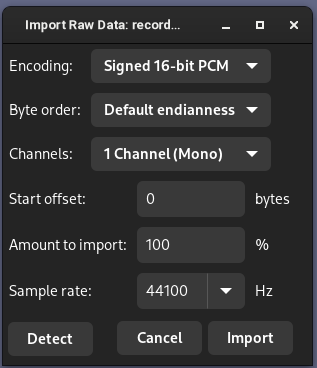 Import Raw Data: record...
Encoding: Signed 16-bit PCM
Byte order: Default endianness
Channels: 1 Channel (Mono)
Start offset: 0 bytes
Amount to import: 100 %
Sample rate: 44100 Hz
Detect Cancel Import